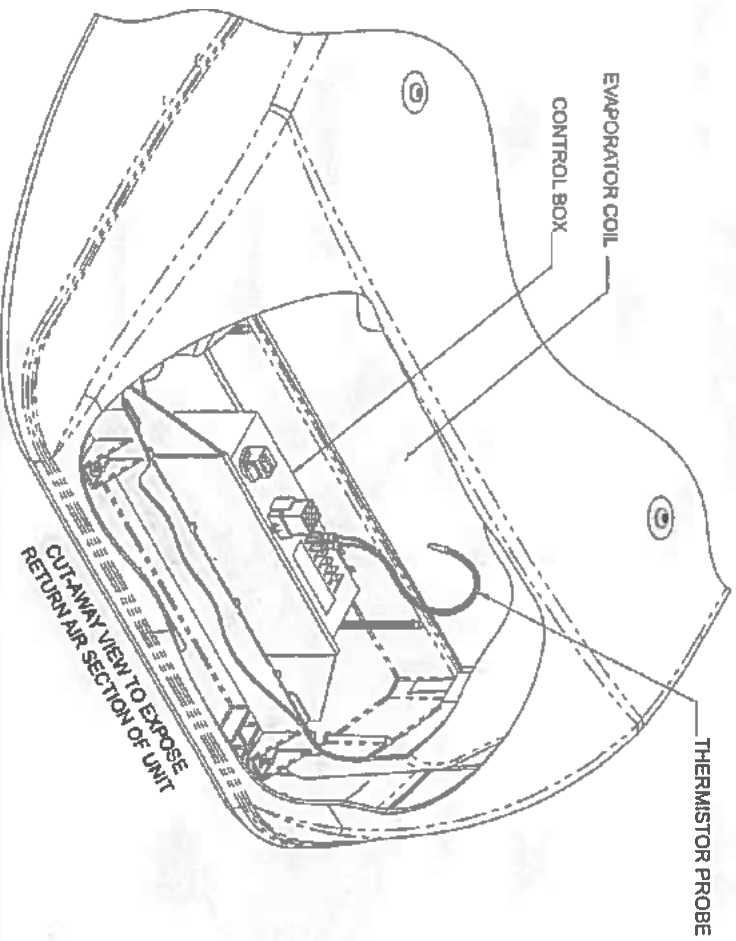 EVAPORATOR COIL
CONTROL BOX
THERMISTOR PROBE
CUT-AWAY VIEW TO EXPOSE
RETURN AIR SECTION OF UNIT